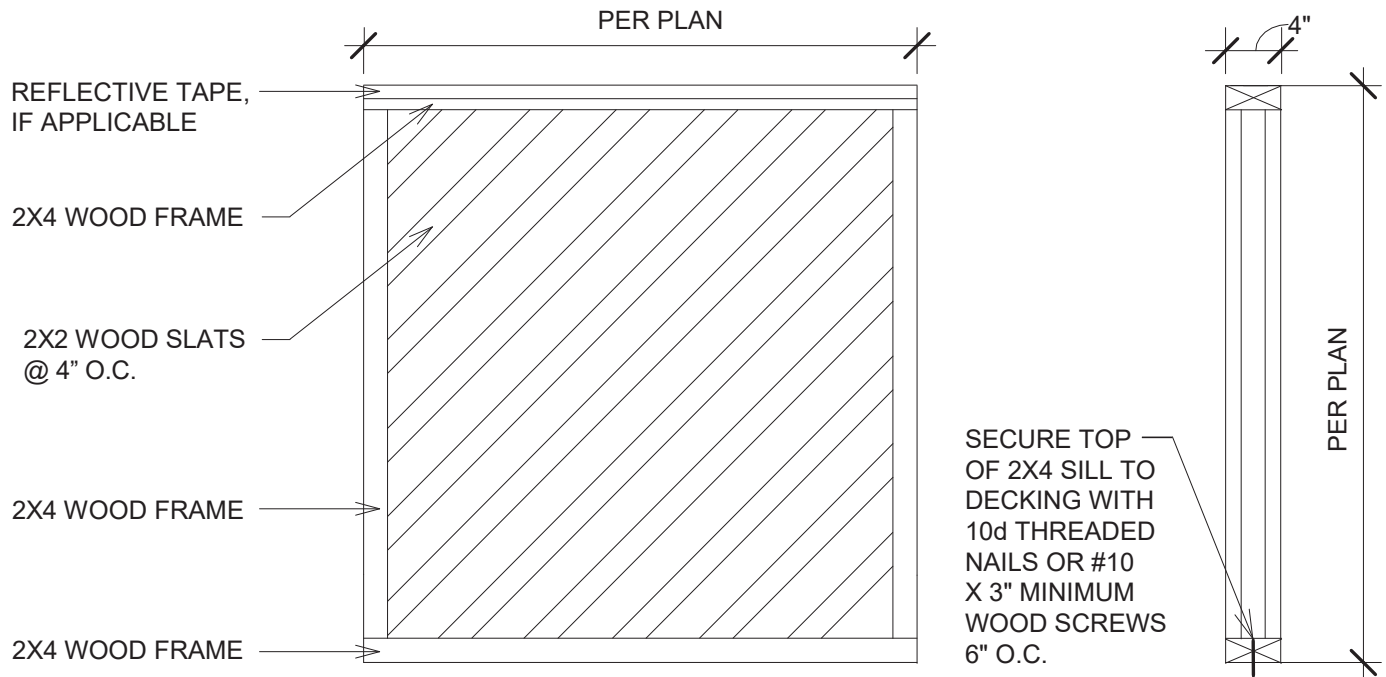 PER PLAN
4"
REFLECTIVE TAPE,
IF APPLICABLE
2X4 WOOD FRAME
2X2 WOOD SLATS
@ 4” O.C.
2X4 WOOD FRAME
2X4 WOOD FRAME
SECURE TOP
OF 2X4 SILL TO
DECKING WITH
10d THREADED
NAILS OR #10
X 3" MINIMUM
WOOD SCREWS
6" O.C.
PER PLAN